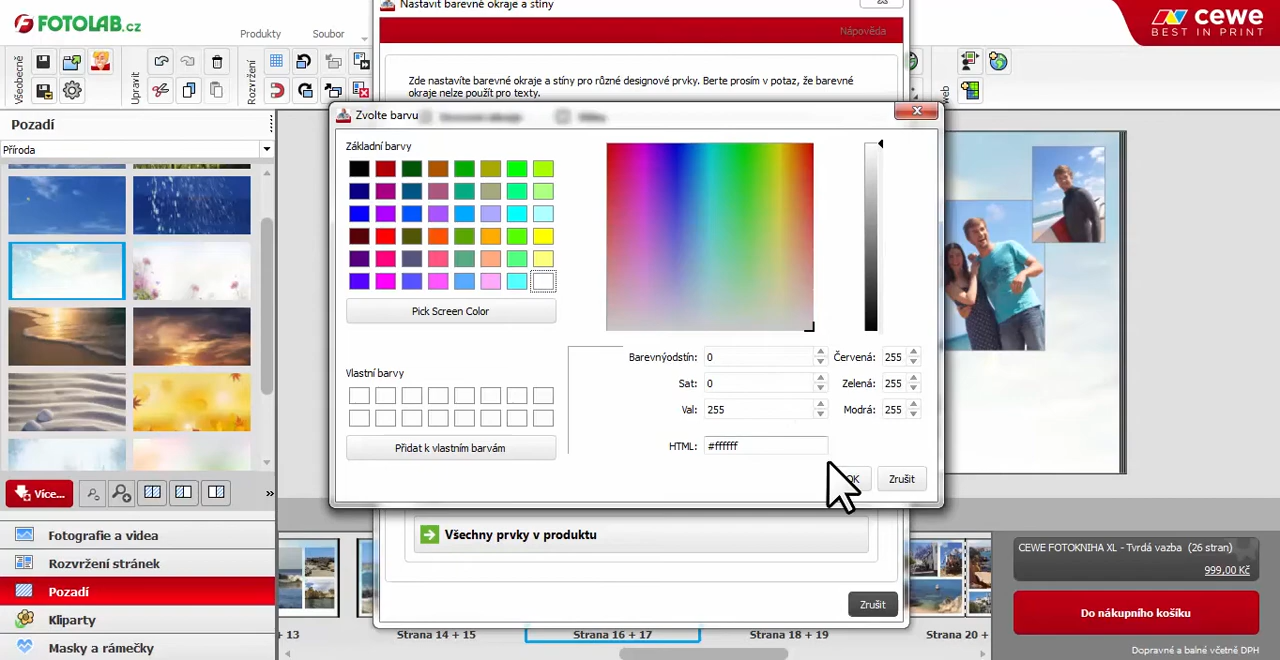 FOTOLAB.cz
Produkty
Soubor
Nastavit barevné okraje a stíny
Nápověda
cewe
BEST IN PRINT
Všeobecně
Upravit
Rozvržení
web
Zde nastavíte barevné okraje a stíny pro různé designové prvky. Berte prosím v potaz, že barevné
okraje nelze použít pro texty.
Pozadí
Příroda
Zvolte barvu
Základní barvy
Pick Screen Color
Vlastní barvy
Přidat k vlastním barvám
Barevnýodstín: 0
Červená: 255
Sat: 0
Zelená: 255
Val: 255
Modrá: 255
HTML: #ffffff
OK
Zrušit
Více...
»
Všechny prvky v produktu
Zrušit
Fotografie a videa
Rozvržení stránek
Pozadí
Kliparty
Masky a rámečky
+ 13
Strana 14 + 15
Strana 16 + 17
Strana 18 + 19
Strana 20 +
CEWE FOTOKNIHA XL - Tvrdá vazba (26 stran)
999,00 Kč
Do nákupního košíku
Dopravné a balné včetně DPH